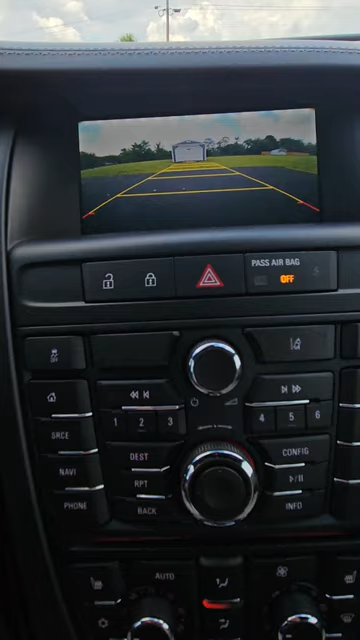 PASS AIR BAG
OFF
OFF
1 2 3
4 5 6
SRCE
DEST
CONFIG
NAVI
RPT
PHONE
BACK
INFO
AUTO